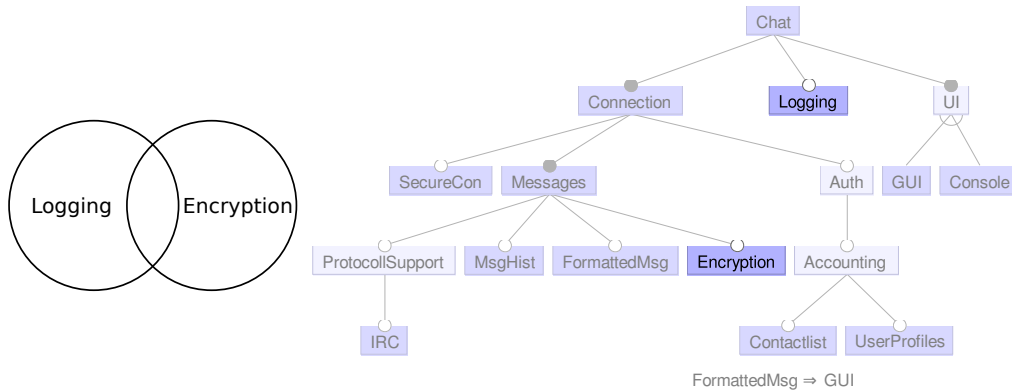 Chat
Connection
Logging
UI
SecureCon
Messages
Auth
GUI
Console
Logging
Encryption
ProtocollSupport
MsgHist
FormattedMsg
Encryption
Accounting
IRC
Contactlist
UserProfiles
FormattedMsg ⇒ GUI